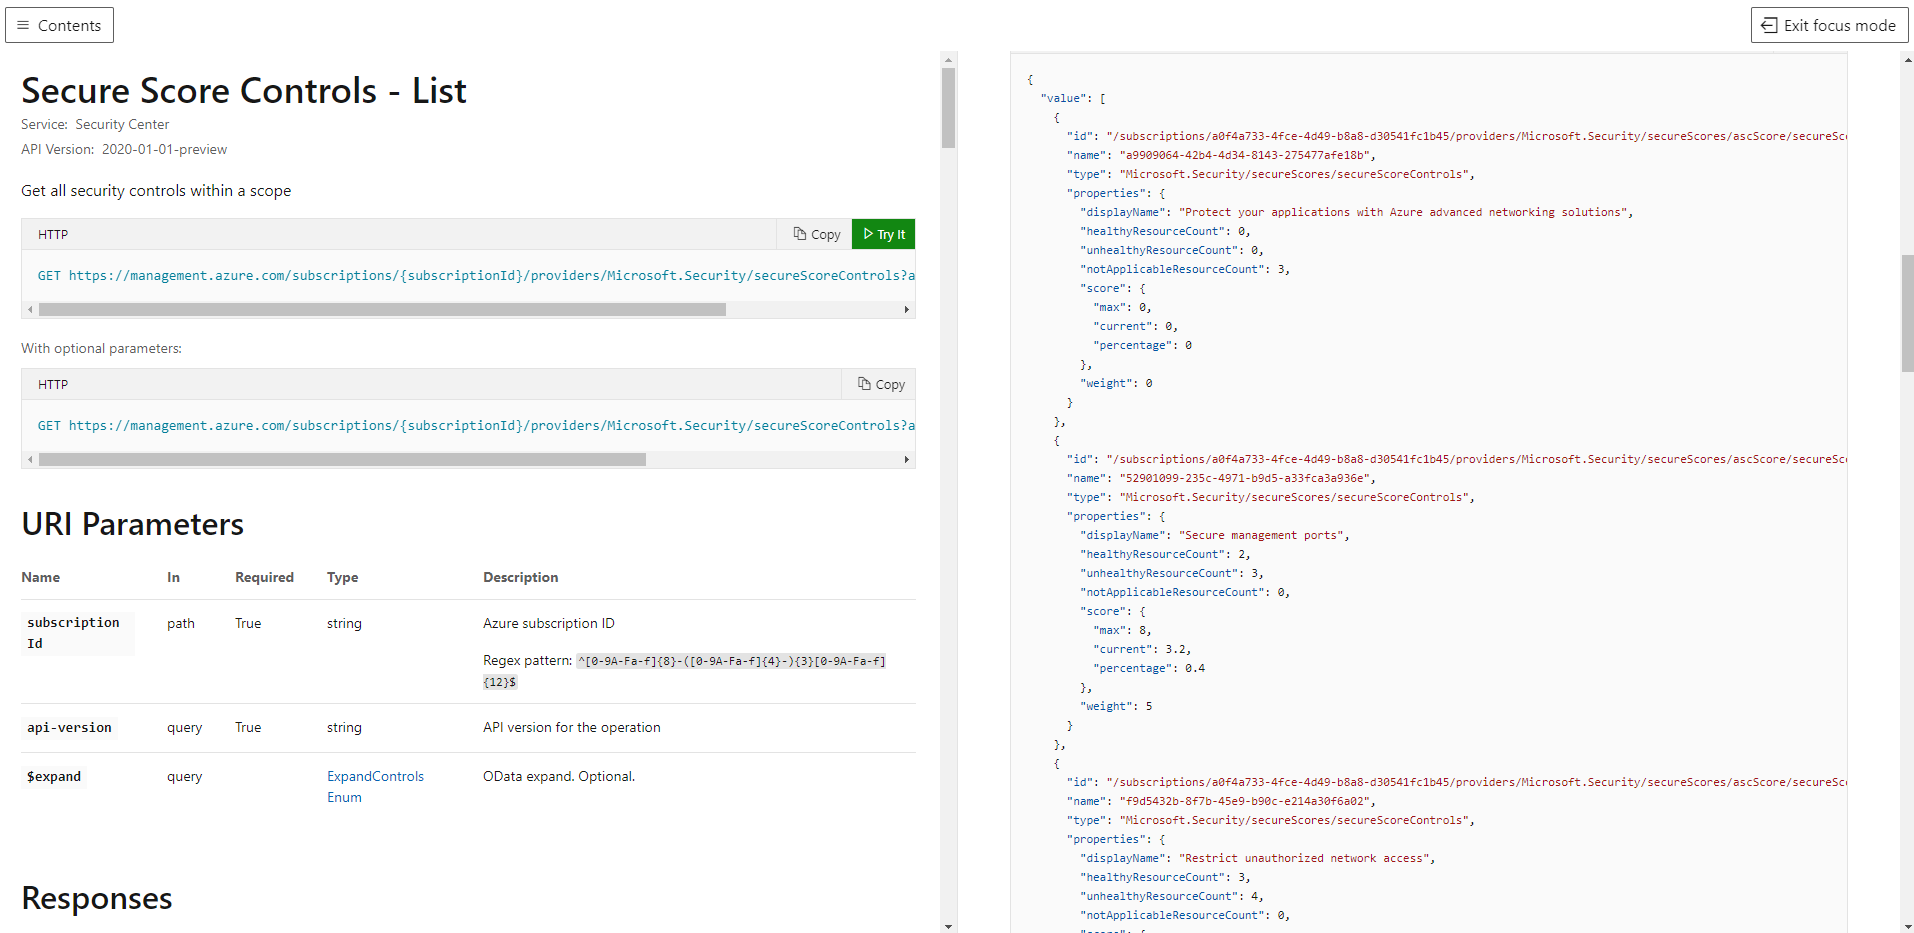 Contents
Exit focus mode
Secure Score Controls - List
Service: Security Center
API Version: 2020-01-01-preview
Get all security controls within a scope
HTTP
Copy
Try It
GET https://management.azure.com/subscriptions/{subscriptionId}/providers/Microsoft.Security/secureScoreControls?a
With optional parameters:
HTTP
Copy
GET https://management.azure.com/subscriptions/{subscriptionId}/providers/Microsoft.Security/secureScoreControls?a
URI Parameters
Name In Required Type Description
subscription path True string Azure subscription ID
Id
Regex pattern: ^[0-9A-Fa-f]{8}-([0-9A-Fa-f]{4}-){3}[0-9A-Fa-f]
{12}$
api-version query True string API version for the operation
$expand query ExpandControls OData expand. Optional.
Enum
Responses
{
"value": [
{
"id": "/subscriptions/a0f4a733-4fce-4d49-b8a8-d30541fc1b45/providers/Microsoft.Security/secureScores/ascScore/secureSc
"name": "a9909064-42b4-4d34-8143-275477afe18b",
"type": "Microsoft.Security/secureScores/secureScoreControls",
"properties": {
"displayName": "Protect your applications with Azure advanced networking solutions",
"healthyResourceCount": 0,
"unhealthyResourceCount": 0,
"notApplicableResourceCount": 3,
"score": {
"max": 0,
"current": 0,
"percentage": 0
},
"weight": 0
}
},
{
"id": "/subscriptions/a0f4a733-4fce-4d49-b8a8-d30541fc1b45/providers/Microsoft.Security/secureScores/ascScore/secureSc
"name": "52901099-235c-4971-b9d5-a33fca3a936e",
"type": "Microsoft.Security/secureScores/secureScoreControls",
"properties": {
"displayName": "Secure management ports",
"healthyResourceCount": 2,
"unhealthyResourceCount": 3,
"notApplicableResourceCount": 0,
"score": {
"max": 8,
"current": 3.2,
"percentage": 0.4
},
"weight": 5
}
},
{
"id": "/subscriptions/a0f4a733-4fce-4d49-b8a8-d30541fc1b45/providers/Microsoft.Security/secureScores/ascScore/secureSc
"name": "f9d5432b-8f7b-45e9-b90c-e214a30f6a02",
"type": "Microsoft.Security/secureScores/secureScoreControls",
"properties": {
"displayName": "Restrict unauthorized network access",
"healthyResourceCount": 3,
"unhealthyResourceCount": 4,
"notApplicableResourceCount": 0,